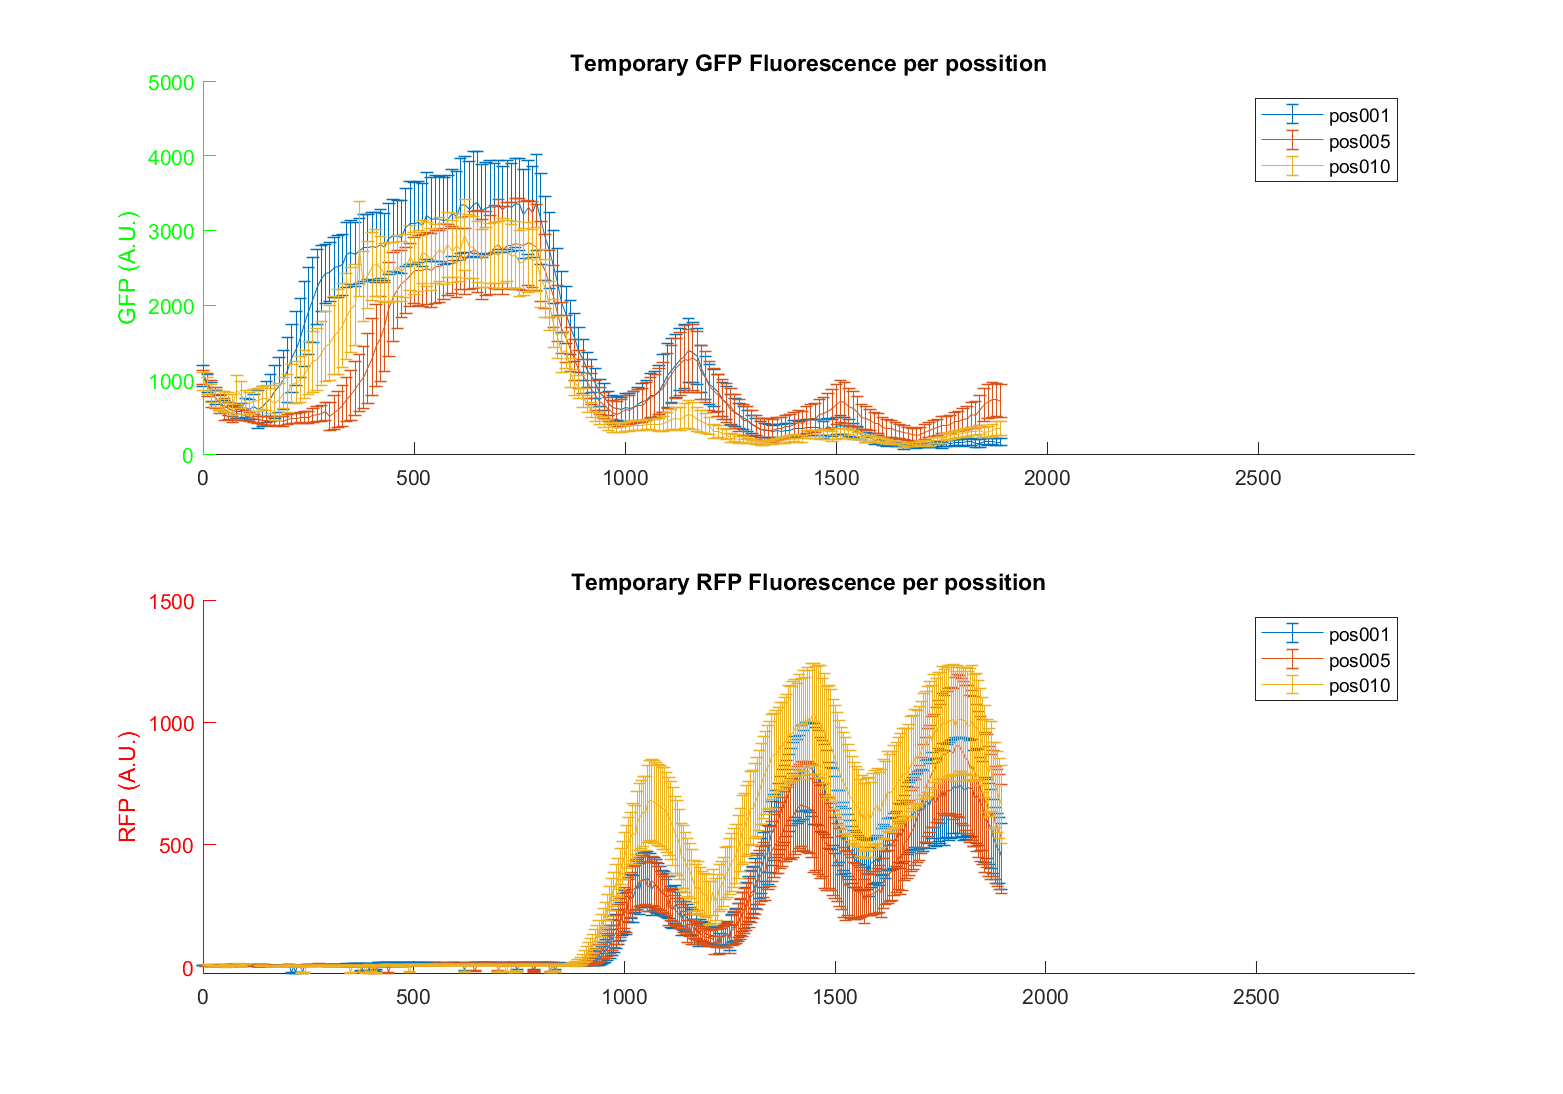 Temporary GFP Fluorescence per possition
GFP (A.U.)
5000
4000
3000
2000
1000
0
0 500 1000 1500 2000 2500
pos001
pos005
pos010
Temporary RFP Fluorescence per possition
RFP (A.U.)
1500
1000
500
0
0 500 1000 1500 2000 2500
pos001
pos005
pos010